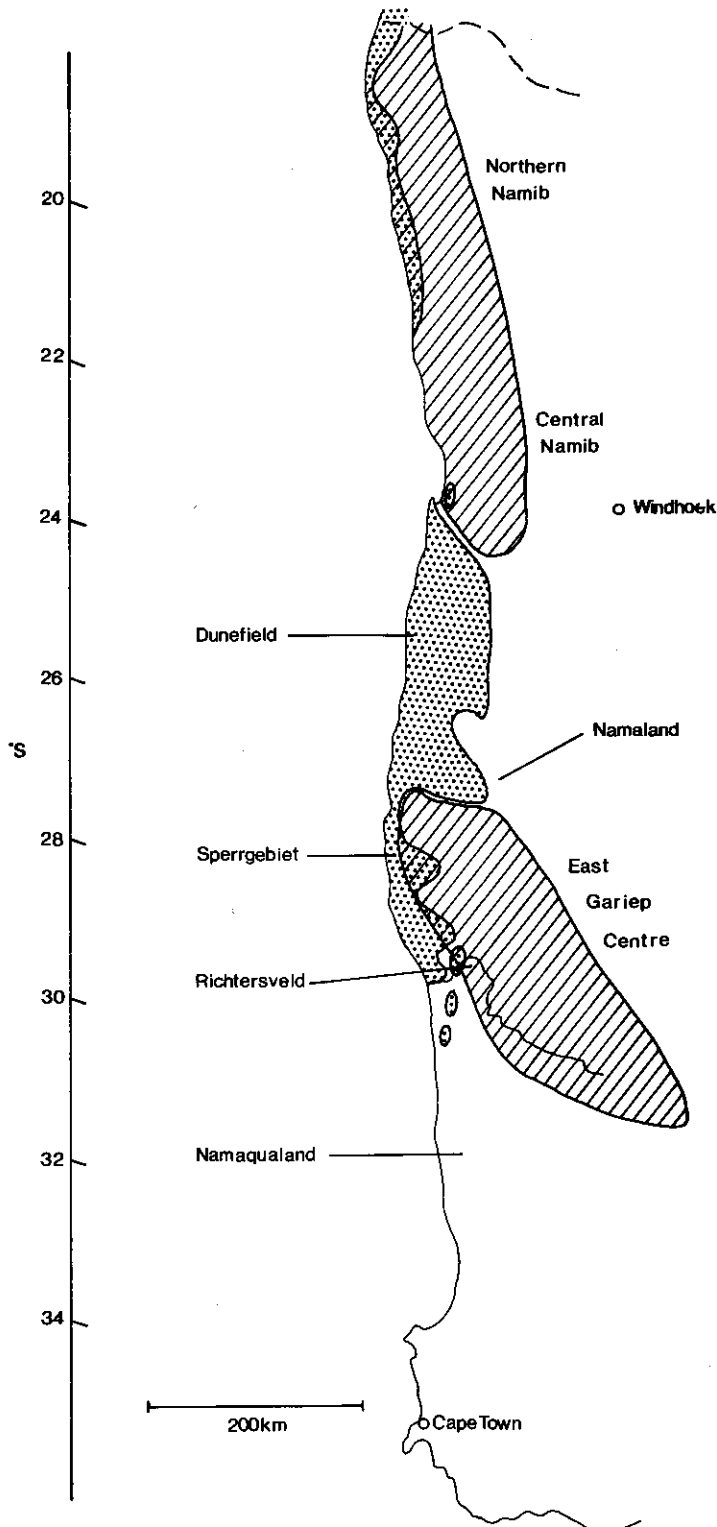 Northern
Namib
20
22
Central
Namib
24
Windhoek
Dunefield
26
Namaland
°S
28
Sperrgebiet
East
Gariep
Centre
Richtersveld
30
Namaqualand
32
34
200km
Cape Town